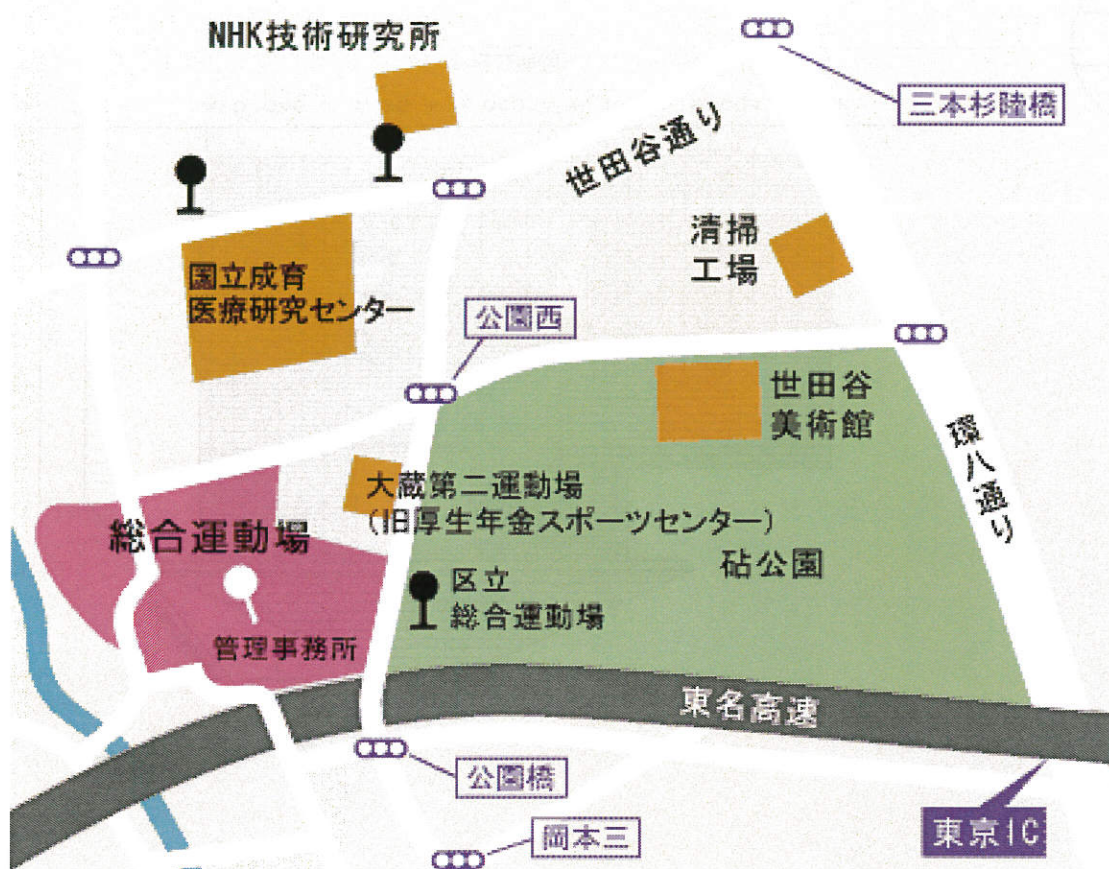 NHK技術研究所
三本杉陸橋
世田谷通り
清掃
工場
国立成育
医療研究センター
公園西
世田谷
美術館
環八通り
大蔵第二運動場
(旧厚生年金スポーツセンター)
総合運動場
砧公園
区立
総合運動場
管理事務所
東名高速
公園橋
岡本三
東京IC